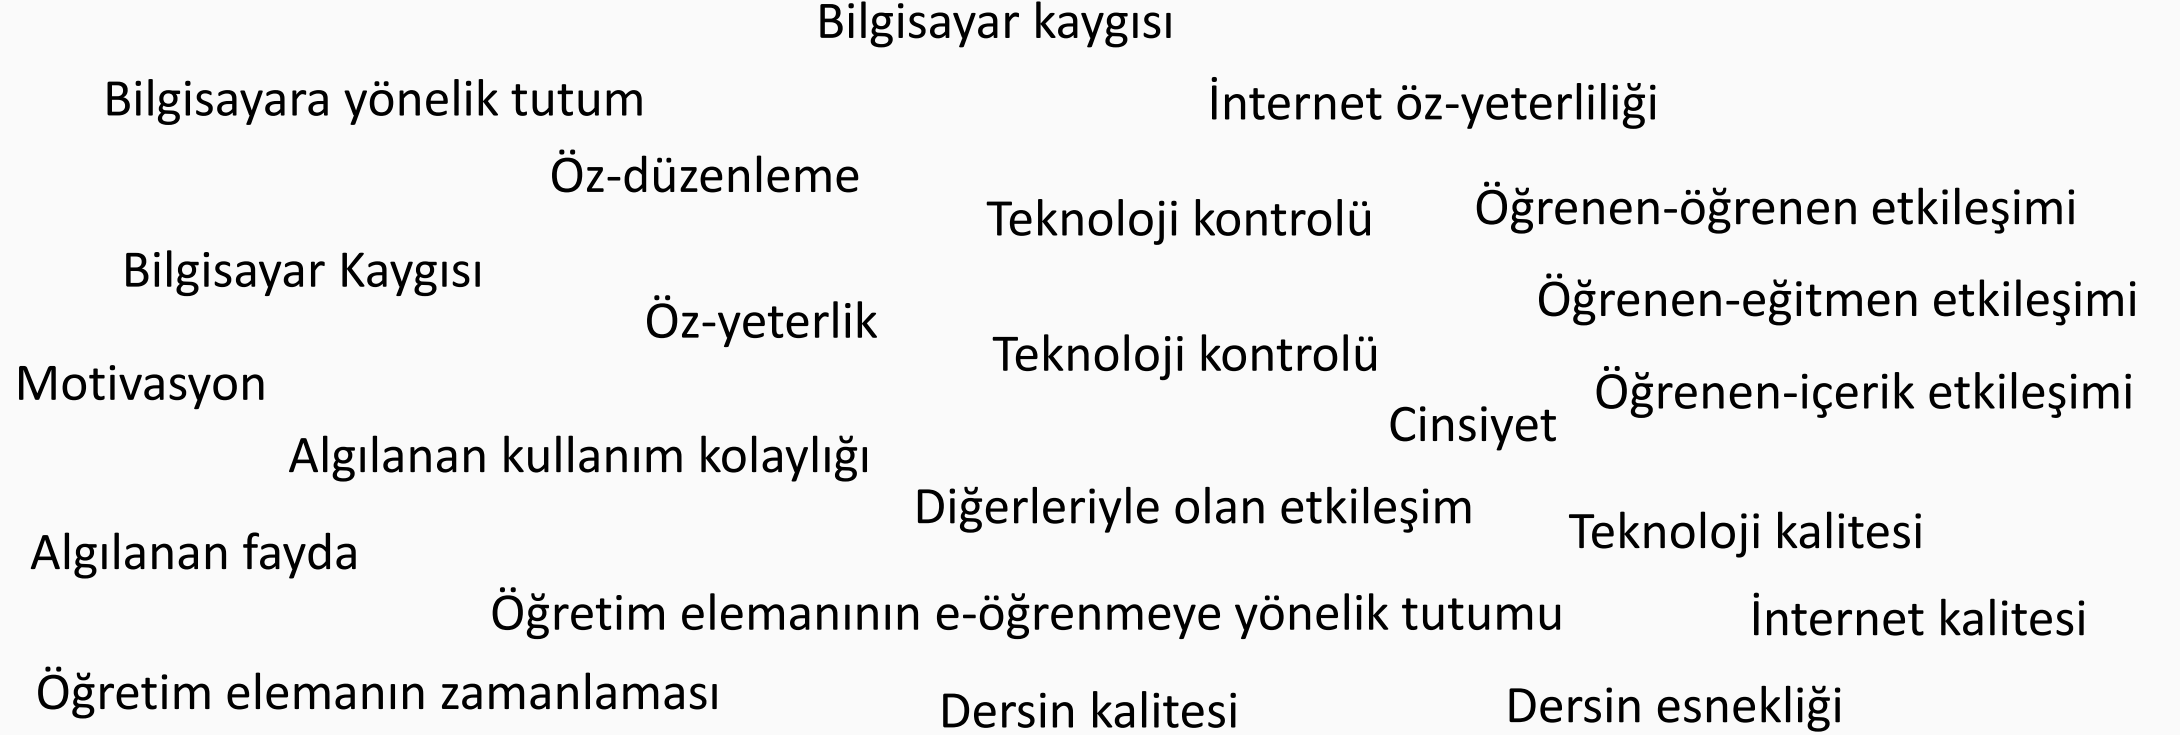 Bilgisayar kaygısı
Bilgisayara yönelik tutum
İnternet öz-yeterliliği
Öz-düzenleme
Teknoloji kontrolü
Öğrenen-öğrenen etkileşimi
Bilgisayar Kaygısı
Öğrenen-eğitmen etkileşimi
Öz-yeterlik
Teknoloji kontrolü
Motivasyon
Öğrenen-içerik etkileşimi
Cinsiyet
Algılanan kullanım kolaylığı
Diğerleriyle olan etkileşim
Teknoloji kalitesi
Algılanan fayda
Öğretim elemanının e-öğrenmeye yönelik tutumu
İnternet kalitesi
Öğretim elemanın zamanlaması
Dersin kalitesi
Dersin esnekliği